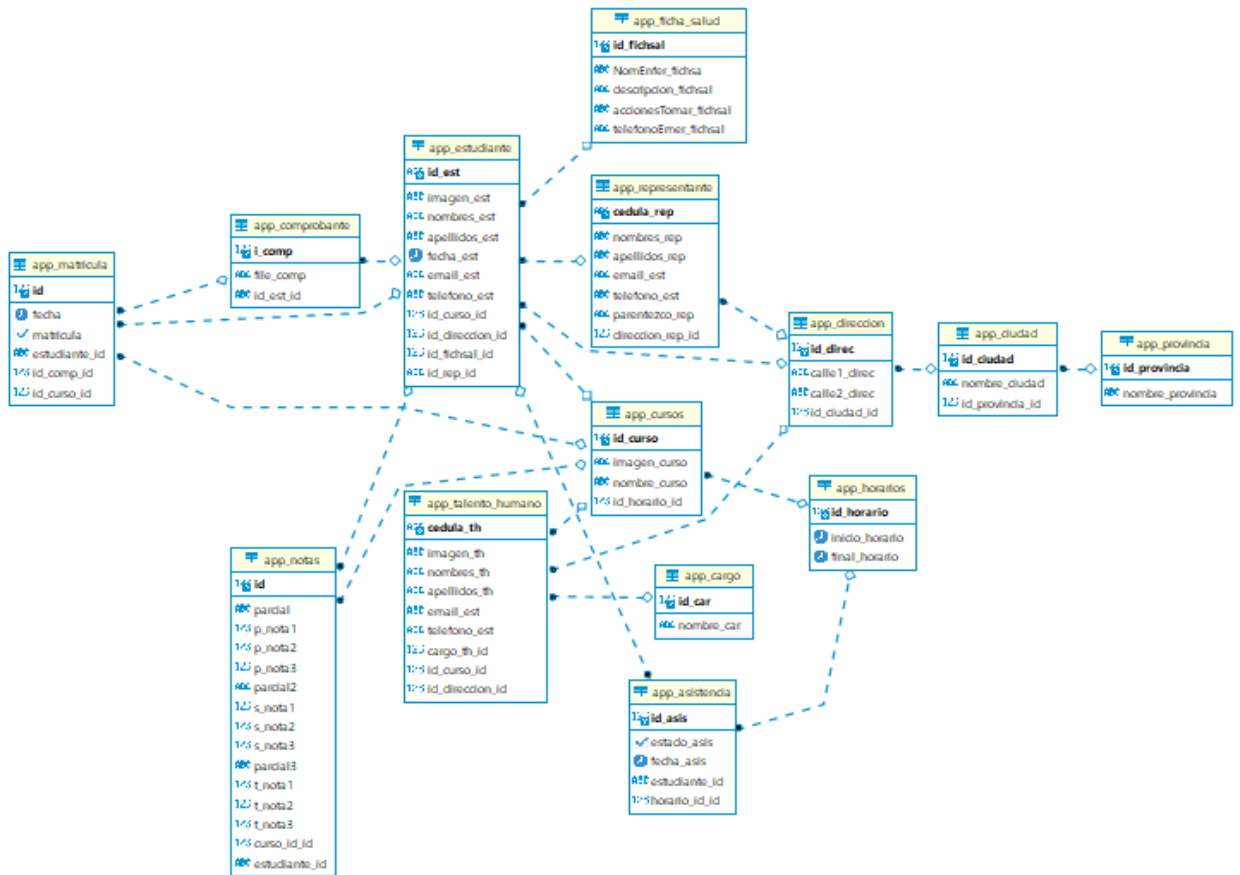 app_ficha_salud
id_fichsal
NomEnfer_fichsa
descripcion_fichsal
accionesTomar_fichsal
telefonoEmer_fichsal
app_estudiante
id_est
imagen_est
nombres_est
apellidos_est
fecha_est
email_est
telefono_est
id_curso_id
id_direccion_id
id_fichsal_id
id_rep_id
app_representante
cedula_rep
nombres_rep
apellidos_rep
email_est
telefono_est
parentezco_rep
direccion_rep_id
app_comprobante
i_comp
file_comp
id_est_id
app_matricula
id
fecha
matricula
estudiante_id
id_comp_id
id_curso_id
app_direccion
id_direc
calle1_direc
calle2_direc
id_ciudad_id
app_ciudad
id_ciudad
nombre_ciudad
id_provincia_id
app_provincia
id_provincia
nombre_provincia
app_cursos
id_curso
imagen_curso
nombre_curso
id_horario_id
app_horarios
id_horario
inicio_horario
final_horario
app_talento_humano
cedula_th
imagen_th
nombres_th
apellidos_th
email_est
telefono_est
cargo_th_id
id_curso_id
id_direccion_id
app_cargo
id_car
nombre_car
app_notas
id
parcial
p_nota1
p_nota2
p_nota3
parcial2
s_nota1
s_nota2
s_nota3
parcial3
t_nota1
t_nota2
t_nota3
curso_id_id
estudiante_id
app_asistencia
id_asis
estado_asis
fecha_asis
estudiante_id
horario_id_id